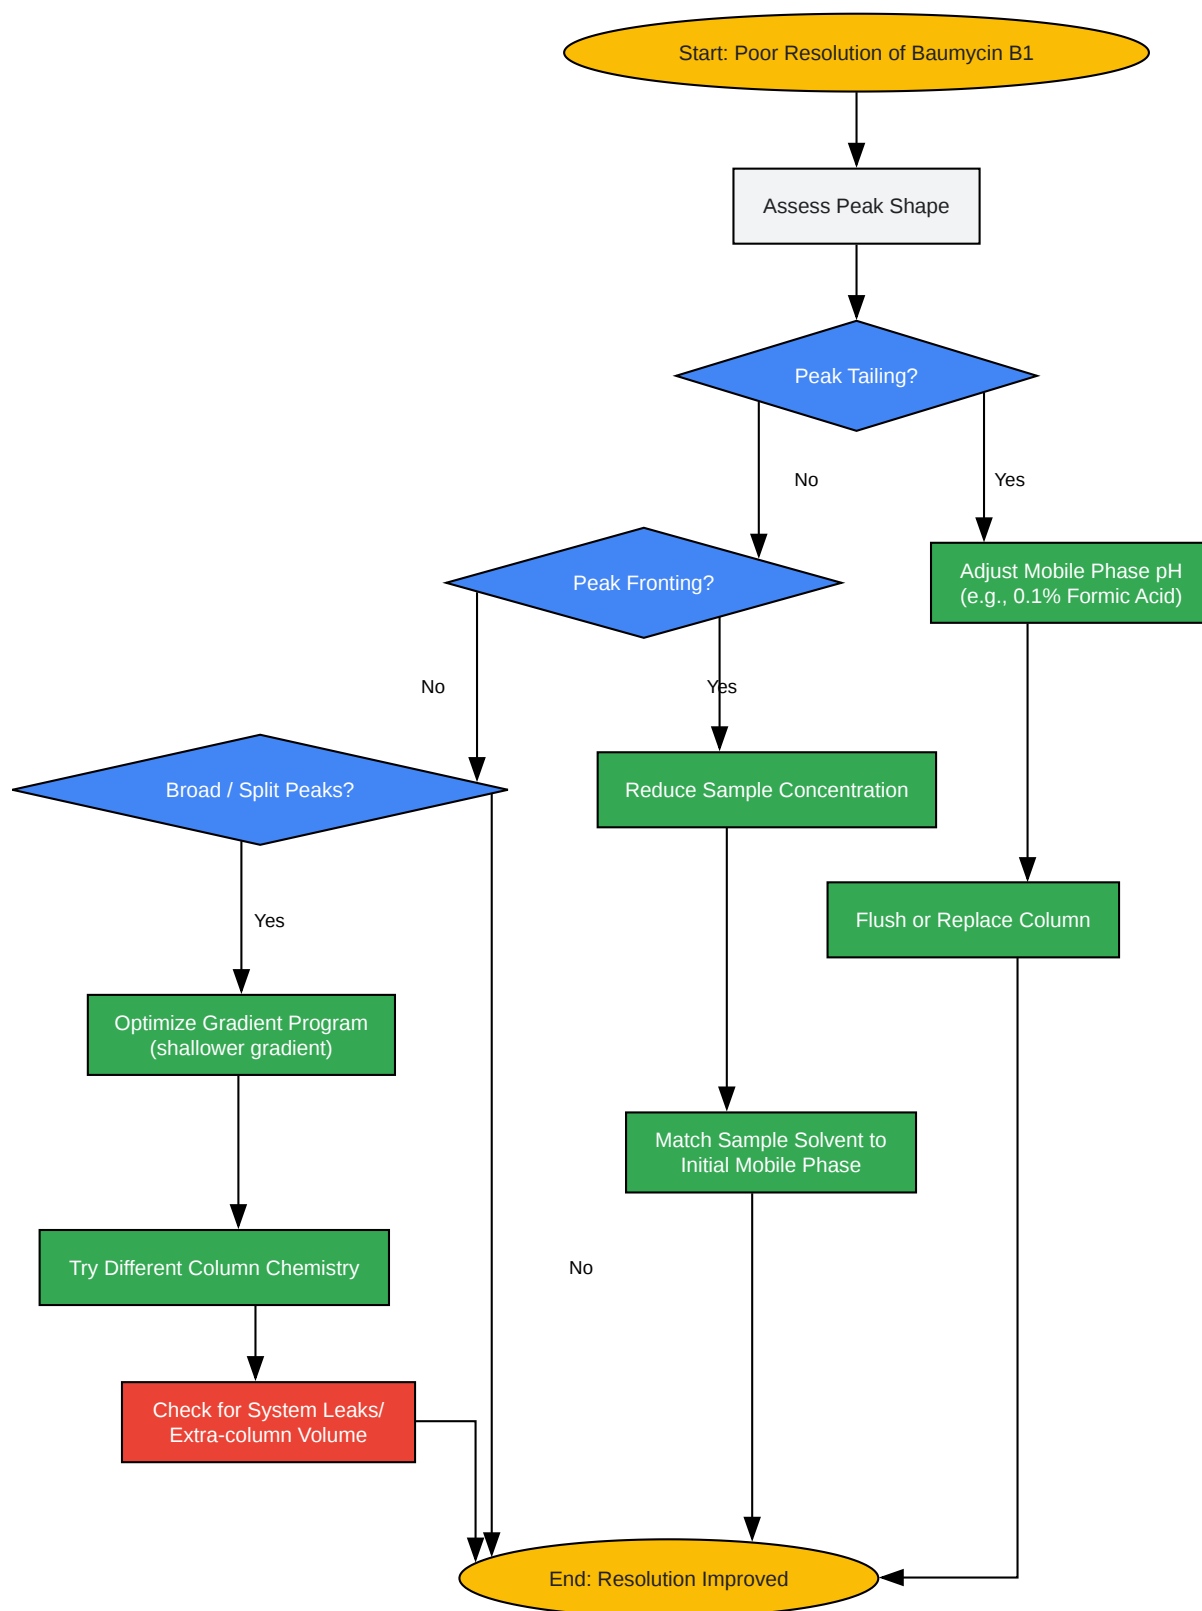 Start: Poor Resolution of Baumycin B1
Assess Peak Shape
Peak Tailing?
No
Yes
Peak Fronting?
Adjust Mobile Phase pH
(e.g., 0.1% Formic Acid)
No
Yes
Broad / Split Peaks?
Reduce Sample Concentration
Yes
Flush or Replace Column
Optimize Gradient Program
(shallower gradient)
Match Sample Solvent to
Initial Mobile Phase
Try Different Column Chemistry
No
Check for System Leaks/
Extra-column Volume
End: Resolution Improved